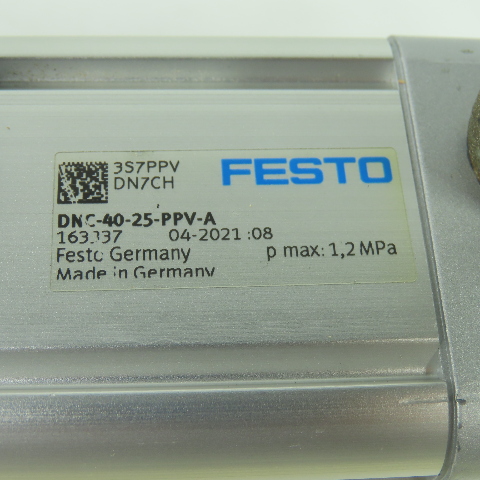 3S7PPV
DN7CH
FESTO
DNC-40-25-PPV-A
04-2021 :08
Festo Germany
p max: 1,2 MPa
Made in Germany